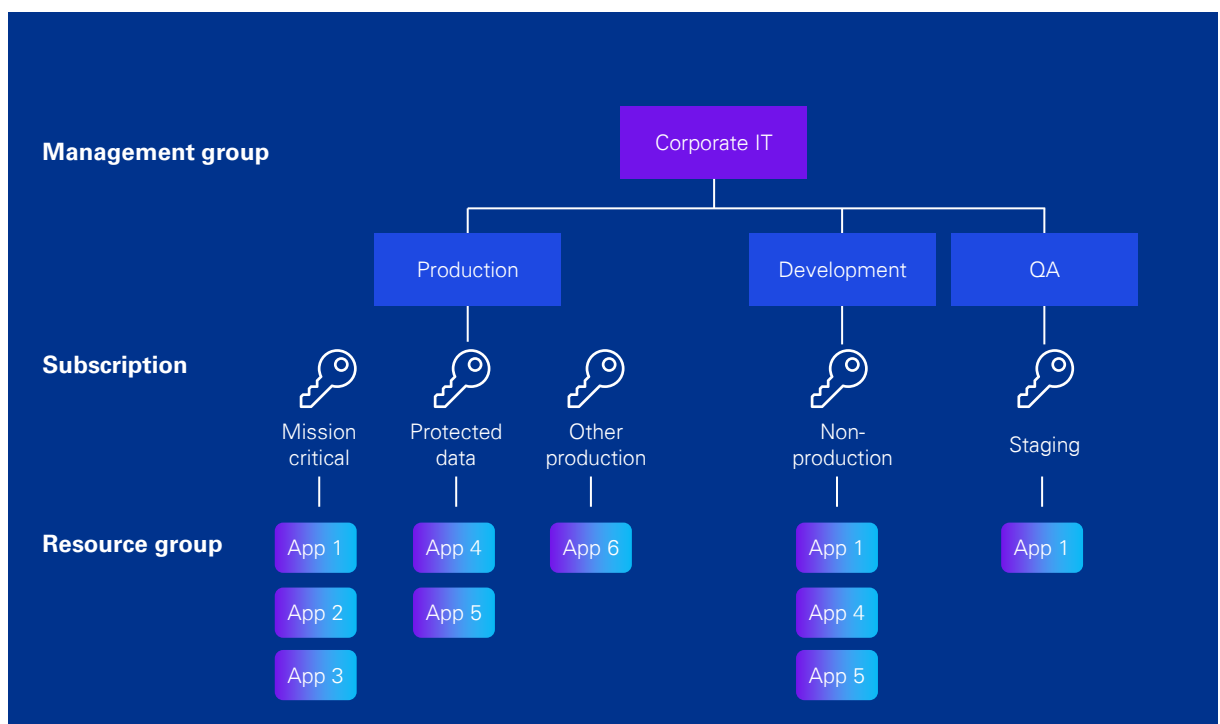 Management group
Corporate IT
Production
Development
QA
Subscription
Mission
critical
Protected
data
Other
production
Non-
production
Staging
Resource group
App 1
App 4
App 6
App 1
App 1
App 2
App 5
App 4
App 3
App 5